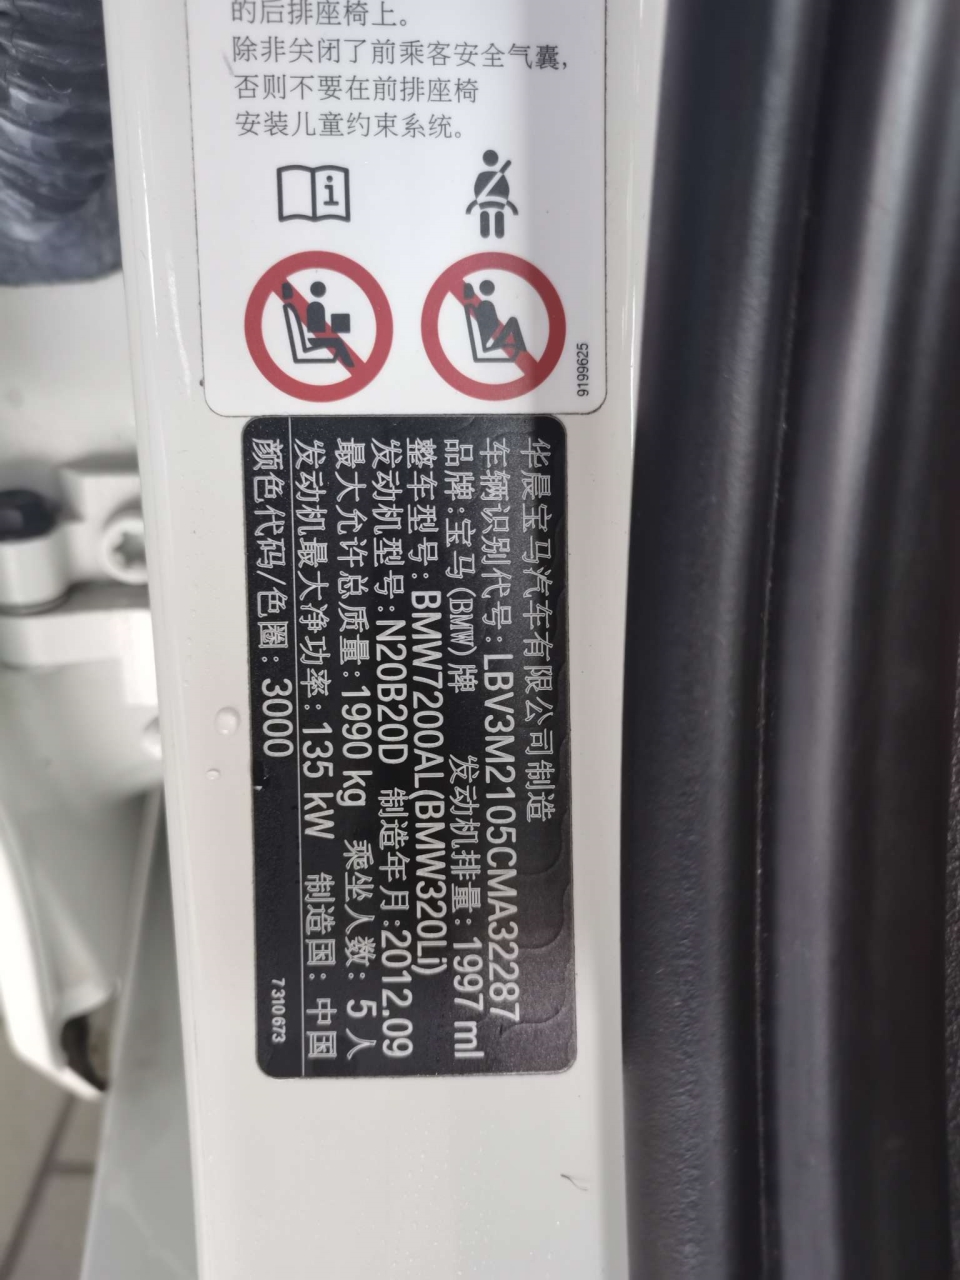 的后排座椅上。
除非关闭了前乘客安全气囊，
否则不要在前排座椅
安装儿童约束系统。
9199625
华晨宝马汽车有限公司制造
车辆识别代号：LBV3M2105CMA32287
品牌：宝马(BMW)牌 发动机排量：1997 ml
整车型号：BMW7200AL(BMW320Li)
发动机型号：N20B20D 制造年月：2012.09
最大允许总质量：1990 kg 乘坐人数：5 人
发动机最大净功率：135 kW 制造国：中国
颜色代码/色圈：3000
7 310 673